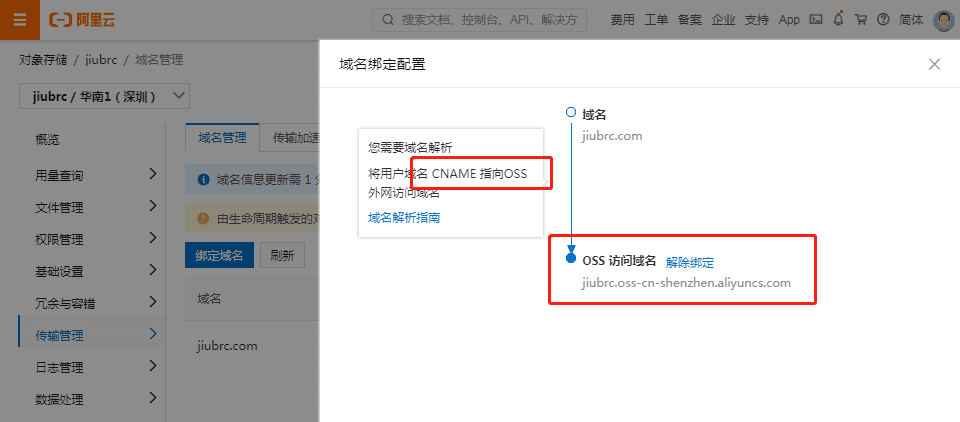 阿里云
搜索文档、控制台、API、解决方
费用 工单 备案 企业 支持 App 简体
对象存储 / jiubrc / 域名管理
jiubrc / 华南1（深圳）
概览
用量查询
文件管理
权限管理
基础设置
冗余与容错
传输管理
日志管理
数据处理
域名管理 传输加速
域名信息更新需 1 分
由生命周期触发的对
绑定域名 刷新
域名
jiubrc.com
域名绑定配置
您需要域名解析
将用户域名 CNAME 指向OSS
外网访问域名
域名解析指南
域名
jiubrc.com
OSS 访问域名 解除绑定
jiubrc.oss-cn-shenzhen.aliyuncs.com